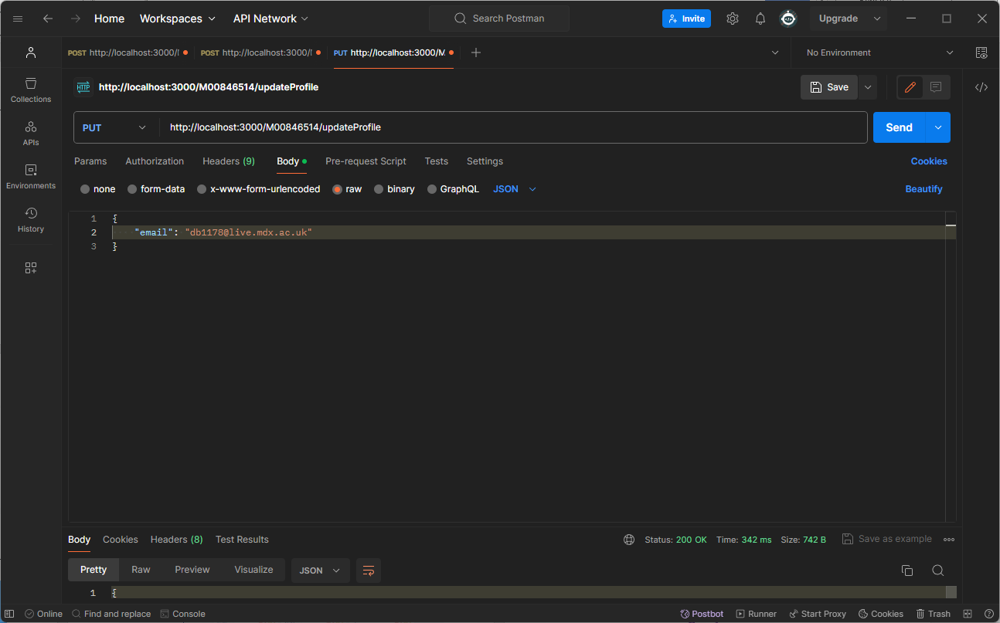 Home Workspaces API Network Search Postman Invite Upgrade
POST http://localhost:3000/ POST http://localhost:3000/ PUT http://localhost:3000/M No Environment
HTTP http://localhost:3000/M00846514/updateProfile Save
Collections
PUT http://localhost:3000/M00846514/updateProfile Send
APIs
Params Authorization Headers (9) Body Pre-request Script Tests Settings Cookies
Environments
none form-data x-www-form-urlencoded raw binary GraphQL JSON Beautify
History
1 {
2 "email": "db1178@live.mdx.ac.uk"
3 }
Body Cookies Headers (8) Test Results Status: 200 OK Time: 342 ms Size: 742 B Save as example
Pretty Raw Preview Visualize JSON
1 {
Online Find and replace Console Postbot Runner Start Proxy Cookies Trash